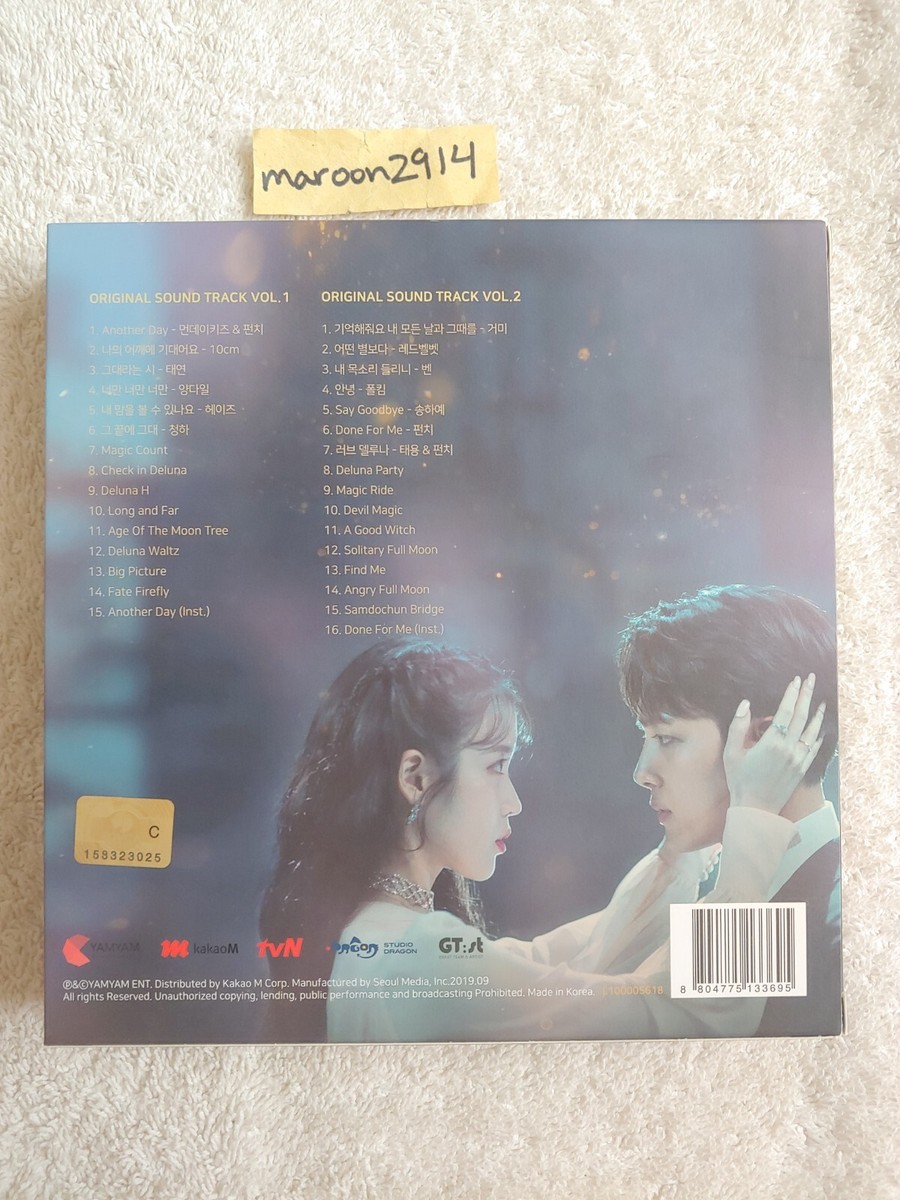 maroon2914
ORIGINAL SOUND TRACK VOL.1
1. Another Day - 먼데이키즈 & 펀치
2. 나의 어깨에 기대어요 - 10cm
3. 그대라는 시 - 태연
4. 너만 너만 너만 - 양다일
5. 내 맘을 볼 수 있나요 - 헤이즈
6. 그 끝에 그대 - 청하
7. Magic Count
8. Check in Deluna
9. Deluna H
10. Long and Far
11. Age Of The Moon Tree
12. Deluna Waltz
13. Big Picture
14. Fate Firefly
15. Another Day (Inst.)
ORIGINAL SOUND TRACK VOL.2
1. 기억해줘요 내 모든 날과 그때를 - 거미
2. 어떤 별보다 - 레드벨벳
3. 내 목소리 들리니 - 벤
4. 안녕 - 폴킴
5. Say Goodbye - 송하예
6. Done For Me - 펀치
7. 러브 델루나 - 태용 & 펀치
8. Deluna Party
9. Magic Ride
10. Devil Magic
11. A Good Witch
12. Solitary Full Moon
13. Find Me
14. Angry Full Moon
15. Samdochun Bridge
16. Done For Me (Inst.)
C
158323025
YAMYAM
kakaoM
tvN
STUDIO DRAGON
GT:st
Ⓟ&ⒸYAMYAM ENT. Distributed by Kakao M Corp. Manufactured by Seoul Media, Inc.2019.09
All rights Reserved. Unauthorized copying, lending, public performance and broadcasting Prohibited. Made in Korea. L100005618
8 804775 133695